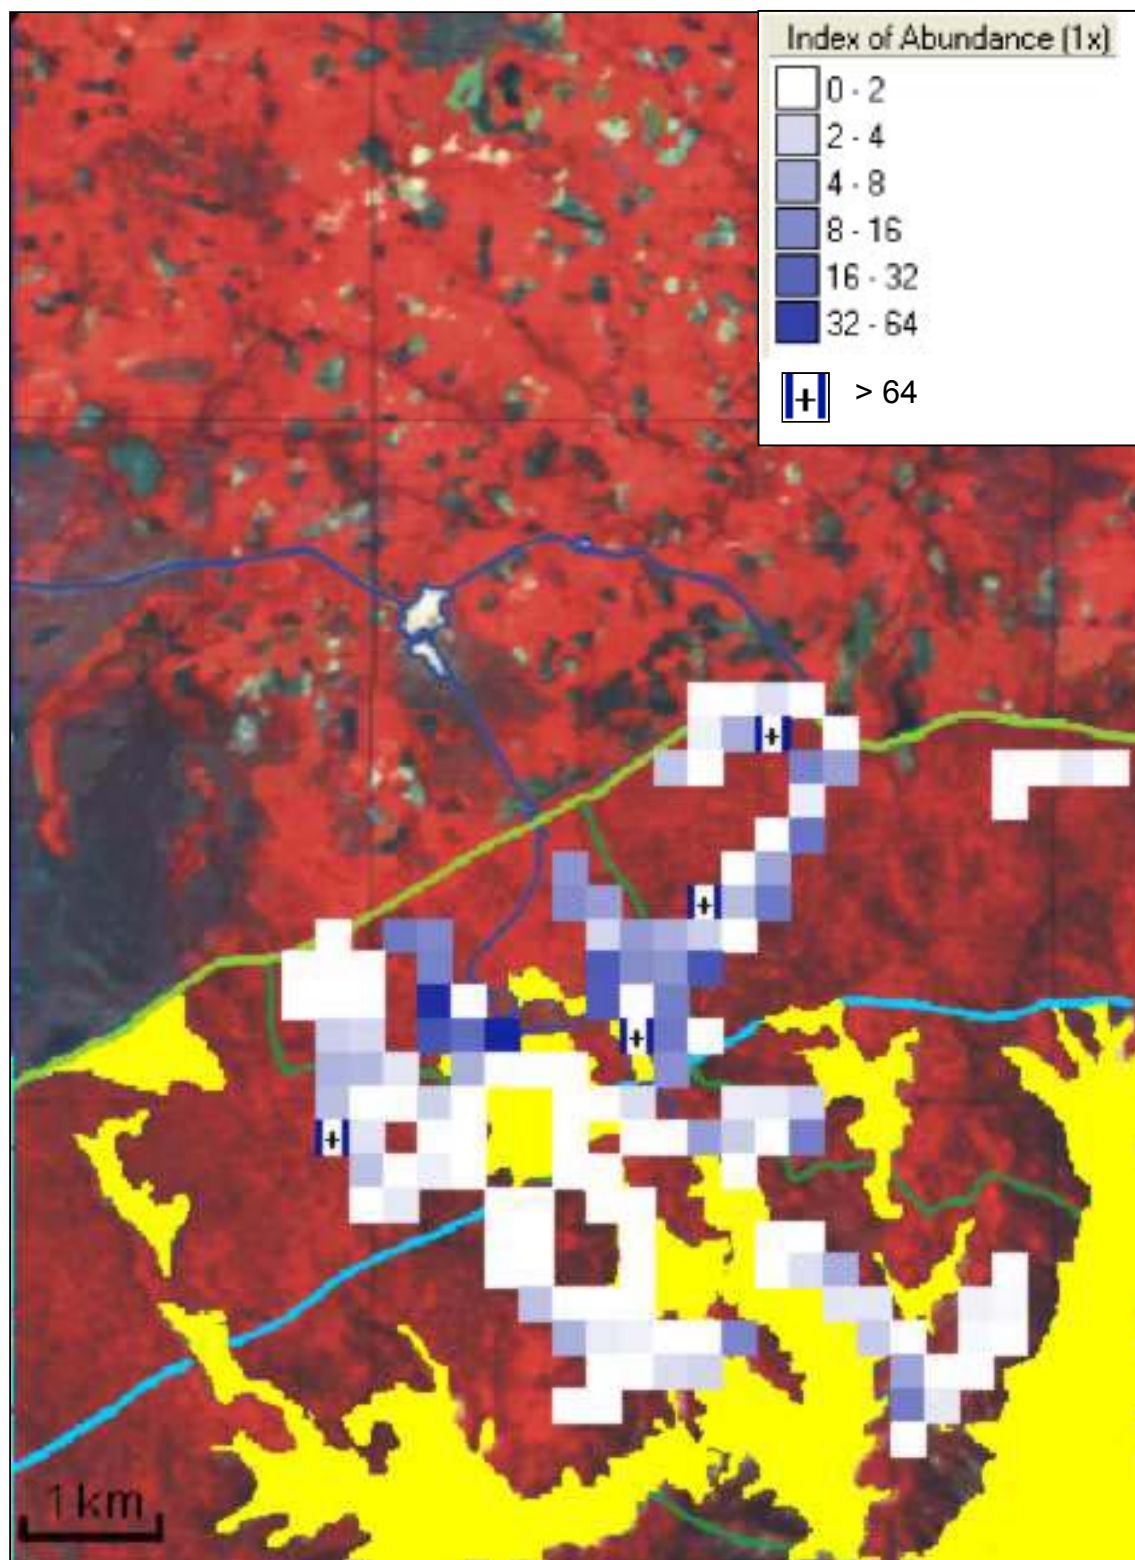 Index of Abundance (1x)
0 - 2
2 - 4
4 - 8
8 - 16
16 - 32
32 - 64
+ > 64
+
+
+
+
1 km